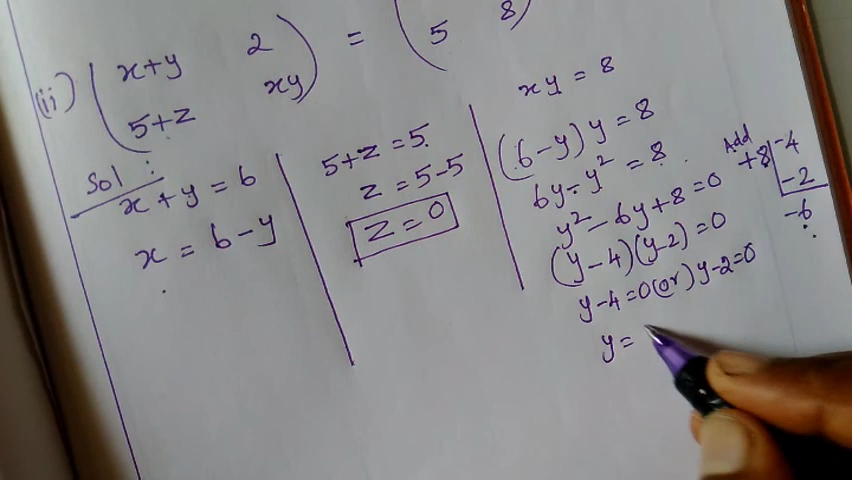 (ii) ( x+y 2 ) = (
8 )
5+z xy 5
Sol :
x + y = 6
x = 6-y
5+z = 5
z = 5-5
z = 0
xy = 8
(6-y) y = 8
6y - y² = 8
y² - 6y + 8 = 0
(y-4)(y-2) = 0
y-4 = 0 (or) y-2 = 0
y =
Add
+8 -4
-2
-6